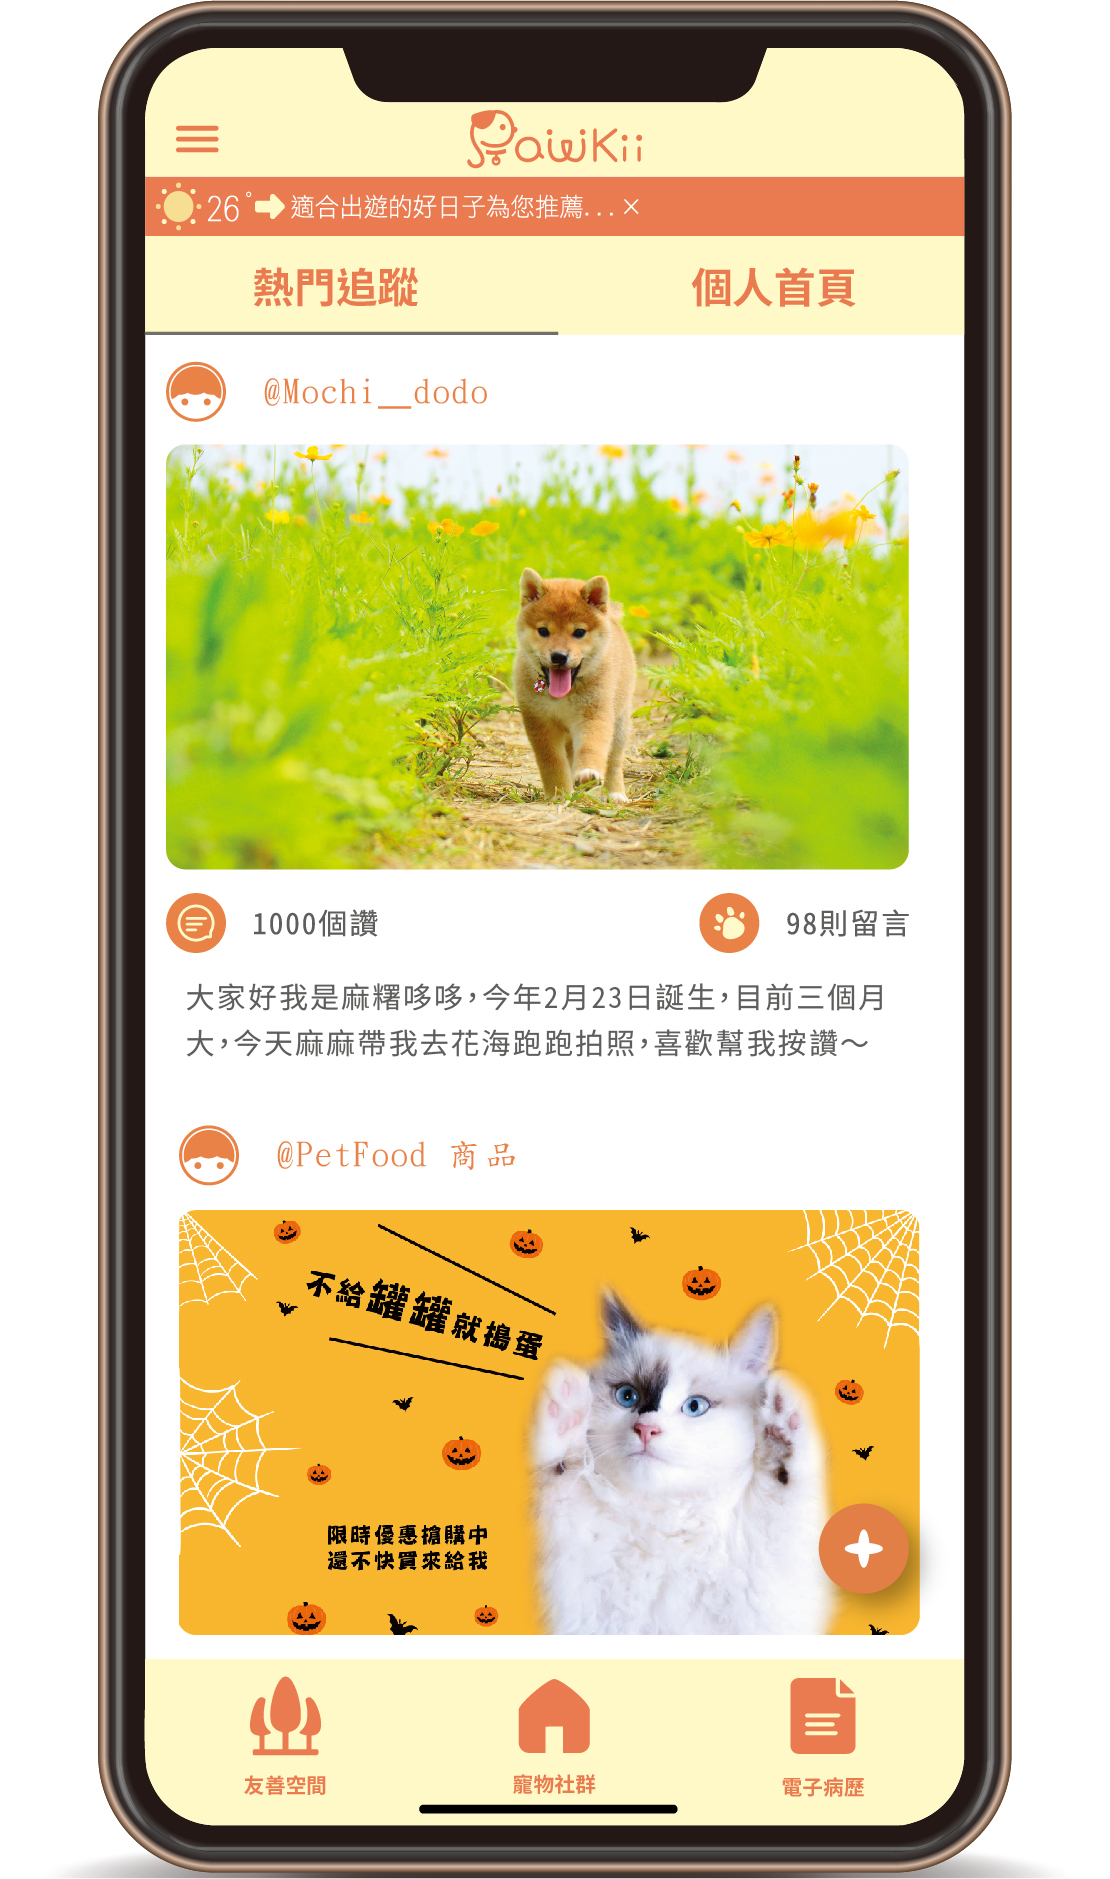 PawKii
26° 適合出遊的好日子為您推薦...×
熱門追蹤 個人首頁
@Mochi__dodo
1000個讚 98則留言
大家好我是麻糬哆哆,今年2月23日誕生,目前三個月
大,今天麻麻帶我去花海跑跑拍照,喜歡幫我按讚～
@PetFood 商品
不給罐罐就搗蛋
限時優惠搶購中
還不快買來給我
友善空間 寵物社群 電子病歷